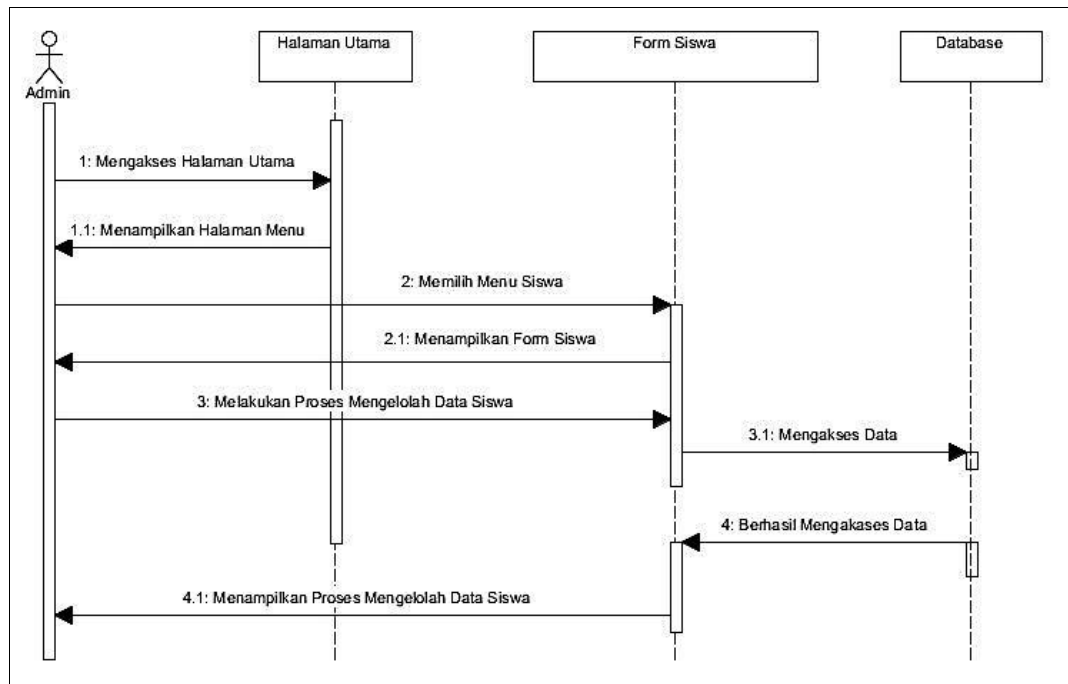 Halaman Utama
Form Siswa
Database
Admin
1: Mengakses Halaman Utama
1.1: Menampilkan Halaman Menu
2: Memilih Menu Siswa
2.1: Menampilkan Form Siswa
3: Melakukan Proses Mengelolah Data Siswa
3.1: Mengakses Data
4: Berhasil Mengakases Data
4.1: Menampilkan Proses Mengelolah Data Siswa